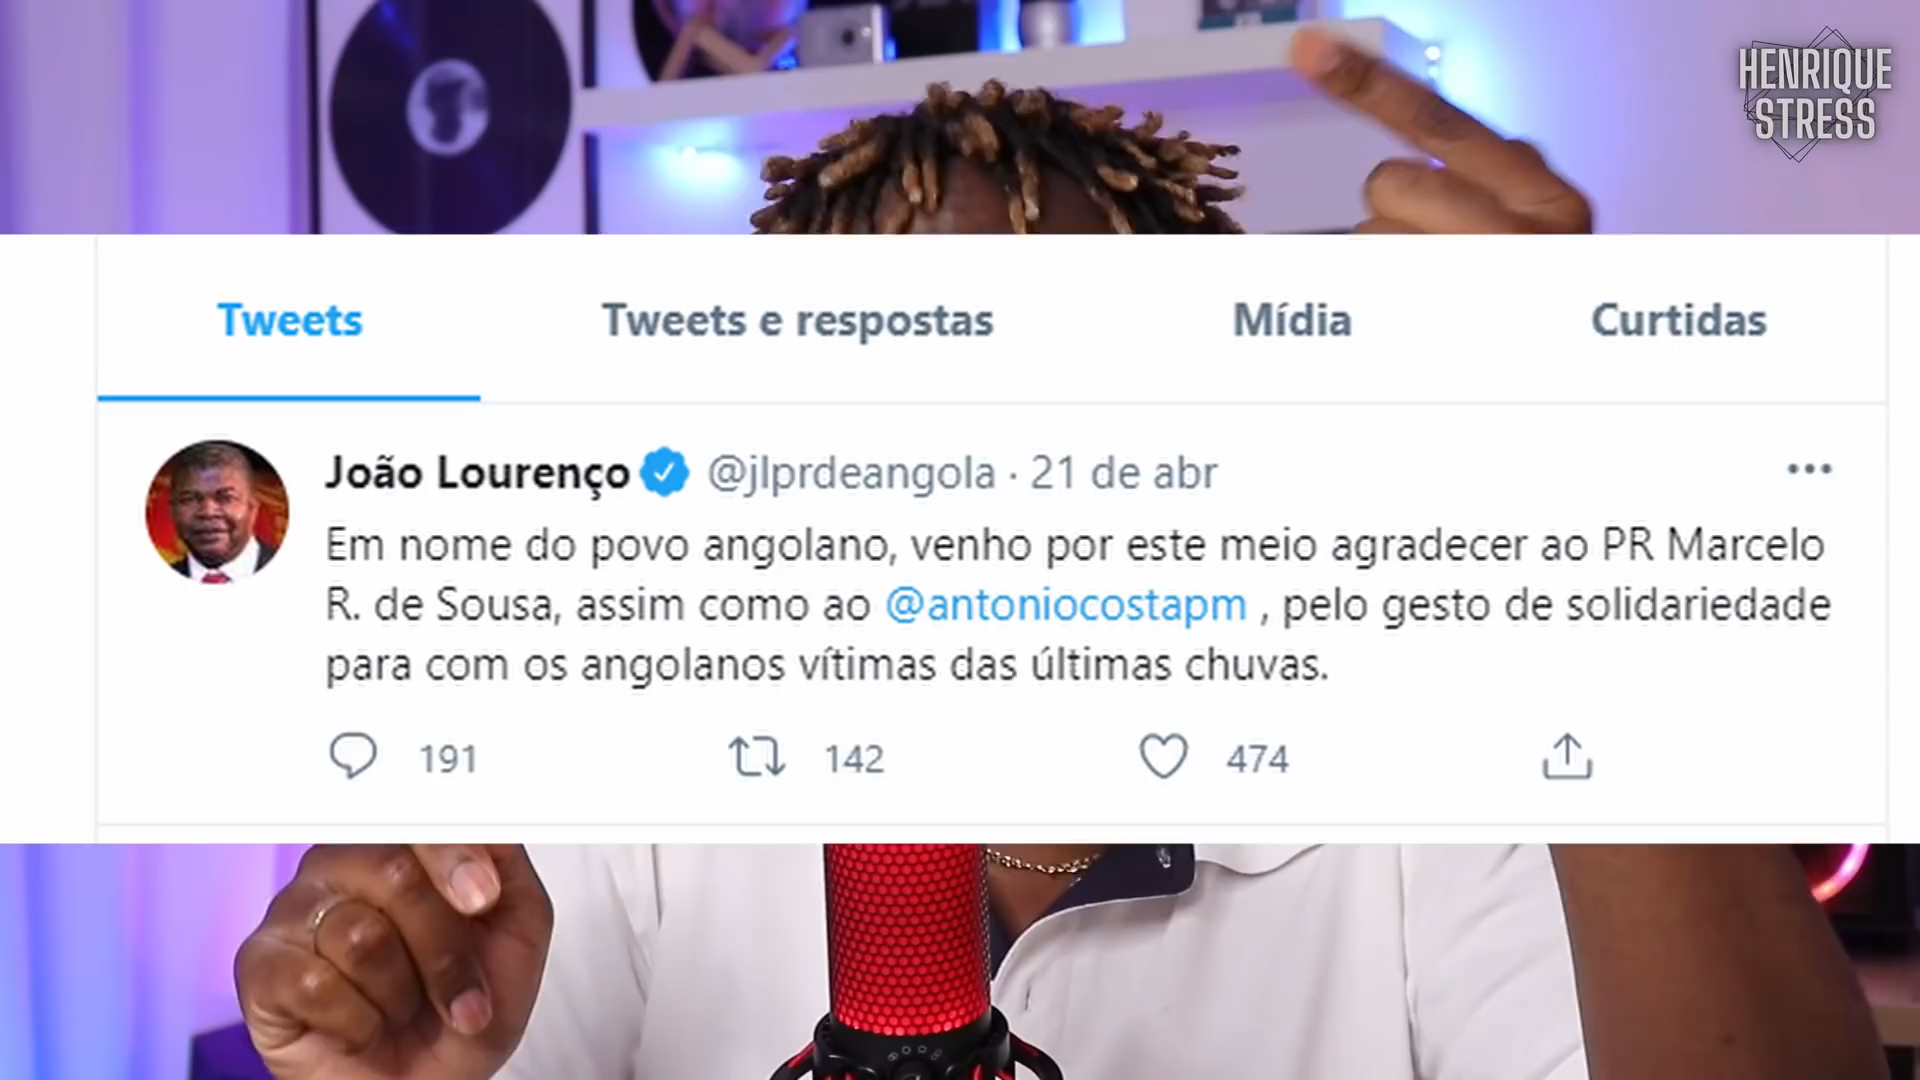 HENRIQUE
STRESS
Tweets
Tweets e respostas
Mídia
Curtidas
João Lourenço @jlprdeangola · 21 de abr
Em nome do povo angolano, venho por este meio agradecer ao PR Marcelo
R. de Sousa, assim como ao @antoniocostapm , pelo gesto de solidariedade
para com os angolanos vítimas das últimas chuvas.
191
142
474